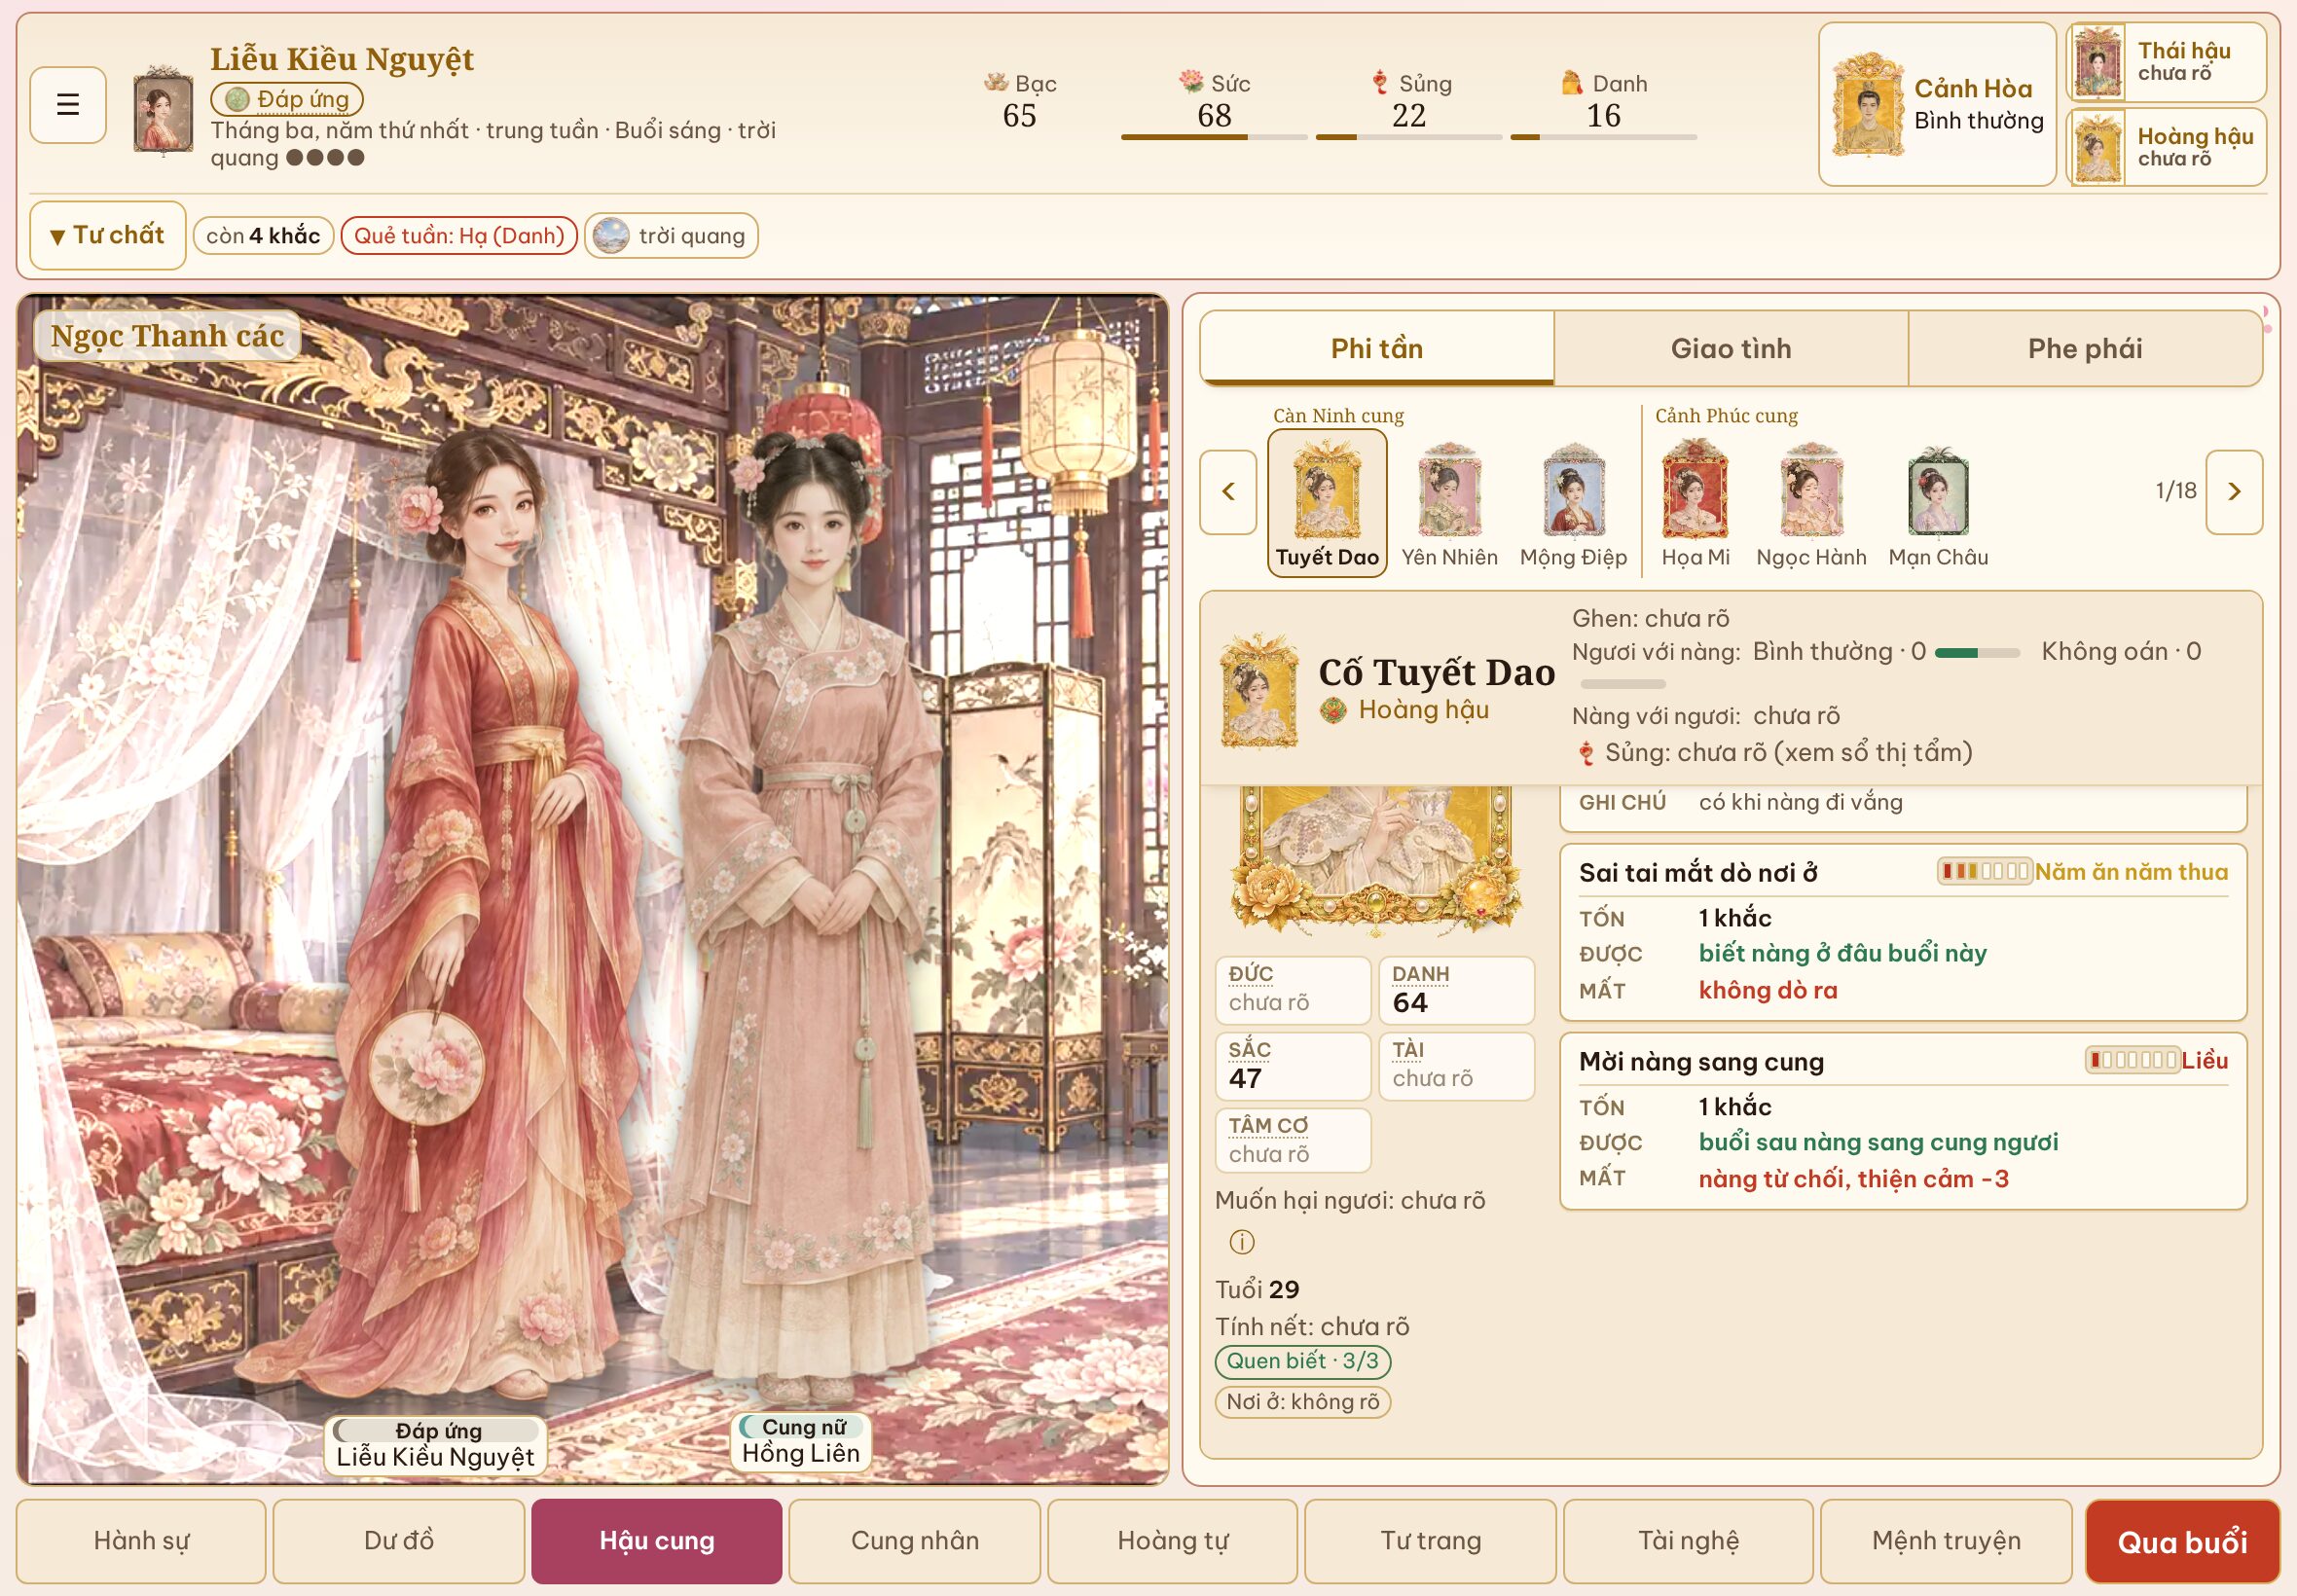 ☰
Liễu Kiều Nguyệt
Đáp ứng
Tháng ba, năm thứ nhất · trung tuần · Buổi sáng · trời
quang ●●●●
Bạc
65
Sức
68
Sủng
22
Danh
16
Cảnh Hòa
Bình thường
Thái hậu
chưa rõ
Hoàng hậu
chưa rõ
▼ Tư chất
còn 4 khắc
Quẻ tuần: Hạ (Danh)
trời quang
Ngọc Thanh các
Đáp ứng
Liễu Kiều Nguyệt
Cung nữ
Hồng Liên
Phi tần
Giao tình
Phe phái
Càn Ninh cung
Cảnh Phúc cung
‹
Tuyết Dao
Yên Nhiên
Mộng Điệp
Họa Mi
Ngọc Hành
Mạn Châu
1/18
›
Cố Tuyết Dao
Hoàng hậu
Ghen: chưa rõ
Ngươi với nàng: Bình thường · 0 Không oán · 0
Nàng với ngươi: chưa rõ
Sủng: chưa rõ (xem sổ thị tẩm)
ĐỨC
chưa rõ
DANH
64
SẮC
47
TÀI
chưa rõ
TÂM CƠ
chưa rõ
Muốn hại ngươi: chưa rõ
ⓘ
Tuổi 29
Tính nết: chưa rõ
Quen biết · 3/3
Nơi ở: không rõ
GHI CHÚ có khi nàng đi vắng
Sai tai mắt dò nơi ở Năm ăn năm thua
TỐN 1 khắc
ĐƯỢC biết nàng ở đâu buổi này
MẤT không dò ra
Mời nàng sang cung Liều
TỐN 1 khắc
ĐƯỢC buổi sau nàng sang cung ngươi
MẤT nàng từ chối, thiện cảm -3
Hành sự
Dư đồ
Hậu cung
Cung nhân
Hoàng tự
Tư trang
Tài nghệ
Mệnh truyện
Qua buổi